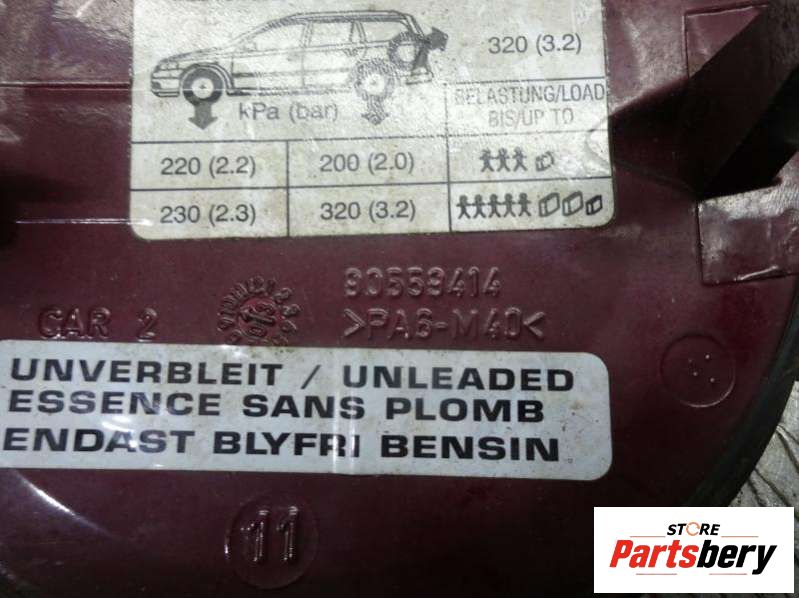 320 (3.2)
kPa (bar)
BELASTUNG/LOAD
BIS/UP TO
220 (2.2) 200 (2.0)
230 (2.3) 320 (3.2)
90559414
CAR 2
>PA6-M40<
UNVERBLEIT / UNLEADED
ESSENCE SANS PLOMB
ENDAST BLYFRI BENSIN
11
STORE
Partsbery